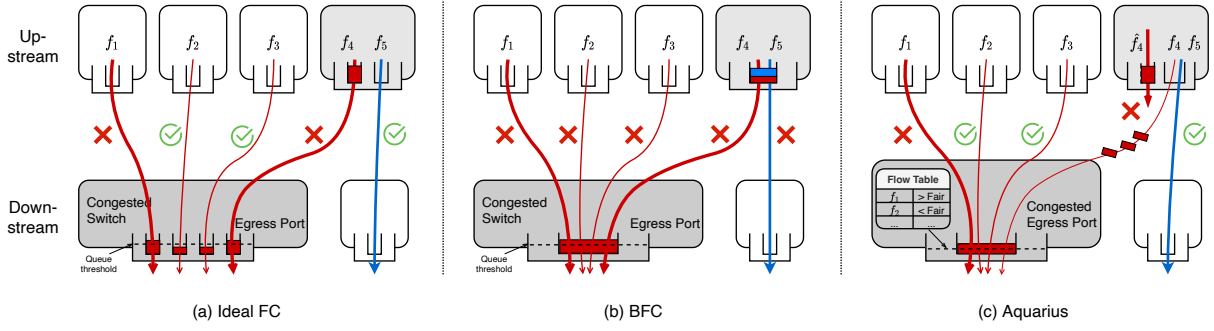 Up-
stream
f1 f2 f3 f4 f5
f1 f2 f3 f4 f5
f1 f2 f3 f̂4 f4 f5
Down-
stream
Congested
Switch
Egress Port
Queue
threshold
Congested
Switch
Egress Port
Queue
threshold
Flow Table
f1 > Fair
f2 < Fair
... ...
Congested
Egress Port
Queue
threshold
(a) Ideal FC
(b) BFC
(c) Aquarius